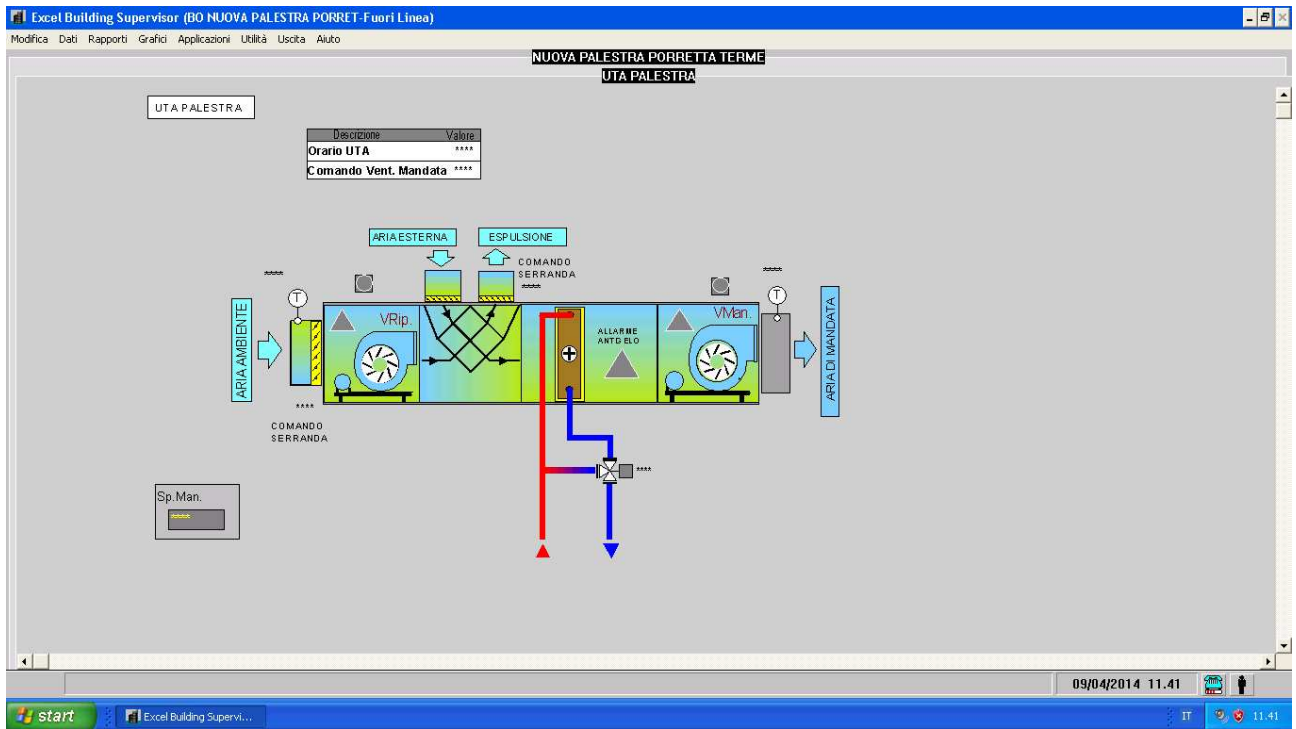 Excel Building Supervisor (BO NUOVA PALESTRA PORRET-Fuori Linea)
Modifica Dati Rapporti Grafici Applicazioni Utilità Uscita Aiuto
NUOVA PALESTRA PORRETTA TERME
UTA PALESTRA
UTA PALESTRA
Descrizione Valore
Orario UTA ****
Comando Vent. Mandata ****
ARIA ESTERNA ESPULSIONE
COMANDO
SERRANDA
****
****
****
T
T
ARIA AMBIENTE
VRip.
ALLARME
ANTIGELO
VMan.
ARIA DI MANDATA
****
COMANDO
SERRANDA
****
Sp.Man.
****
09/04/2014 11.41
start Excel Building Supervi... IT 11.41